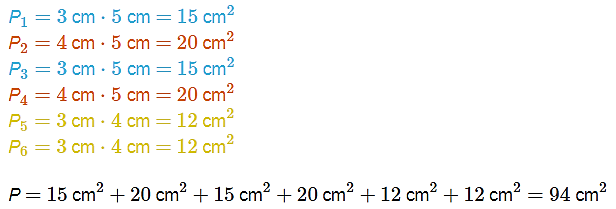 P₁ = 3 cm · 5 cm = 15 cm²
P₂ = 4 cm · 5 cm = 20 cm²
P₃ = 3 cm · 5 cm = 15 cm²
P₄ = 4 cm · 5 cm = 20 cm²
P₅ = 3 cm · 4 cm = 12 cm²
P₆ = 3 cm · 4 cm = 12 cm²
P = 15 cm² + 20 cm² + 15 cm² + 20 cm² + 12 cm² + 12 cm² = 94 cm²